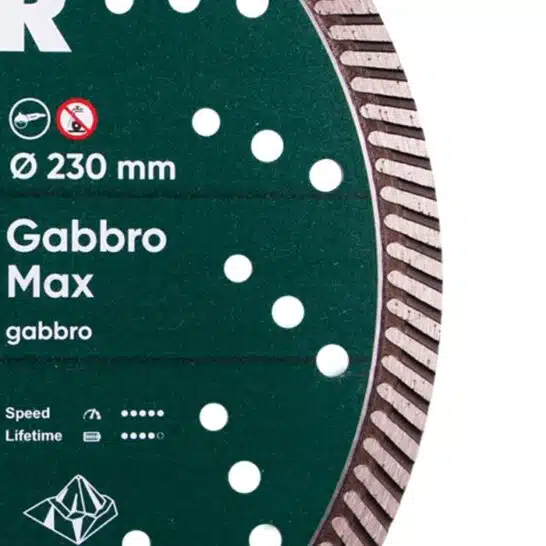 R
Ø 230 mm
Gabbro
Max
gabbro
Speed
Lifetime